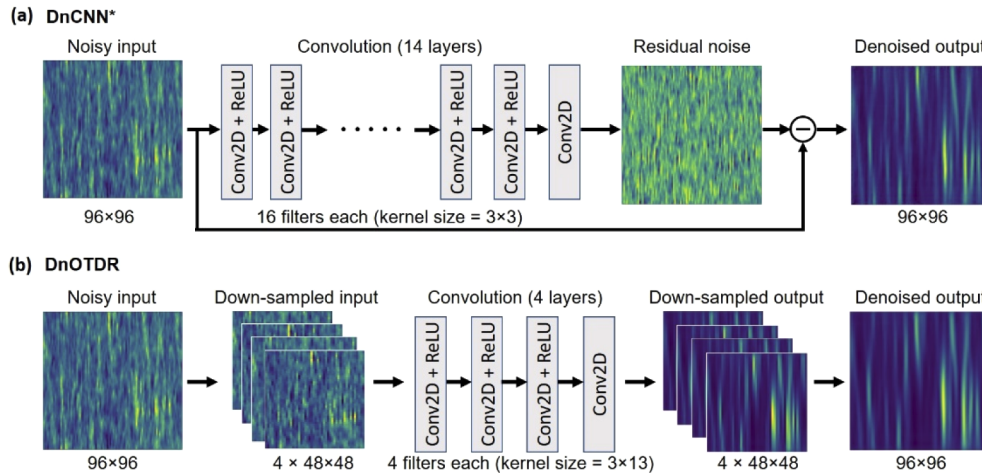 (a) DnCNN*
Noisy input Convolution (14 layers) Residual noise Denoised output
Conv2D + ReLU
Conv2D + ReLU
Conv2D + ReLU
Conv2D + ReLU
Conv2D
96×96 16 filters each (kernel size = 3×3) 96×96
(b) DnOTDR
Noisy input Down-sampled input Convolution (4 layers) Down-sampled output Denoised output
Conv2D + ReLU
Conv2D + ReLU
Conv2D + ReLU
Conv2D
96×96 4 × 48×48 4 filters each (kernel size = 3×13) 4 × 48×48 96×96